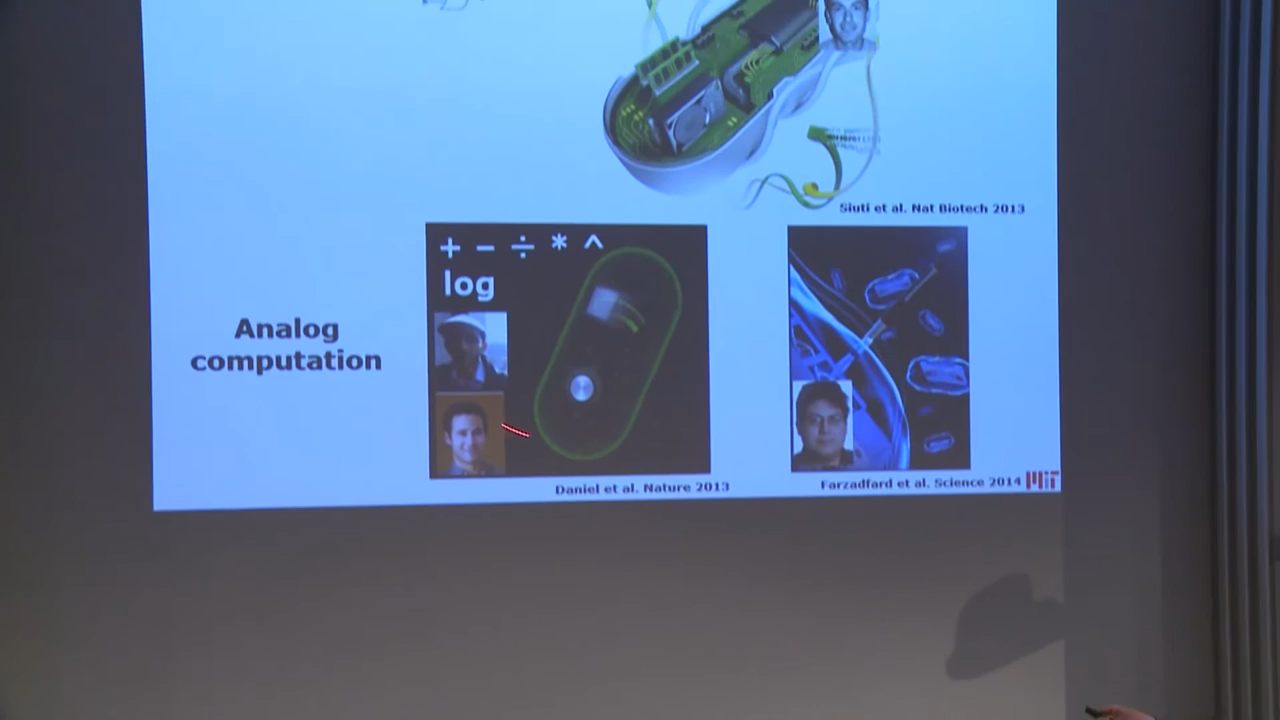 Siuti et al. Nat Biotech 2013
+ − ÷ * ^
log
Analog
computation
Daniel et al. Nature 2013
Farzadfard et al. Science 2014
MIT